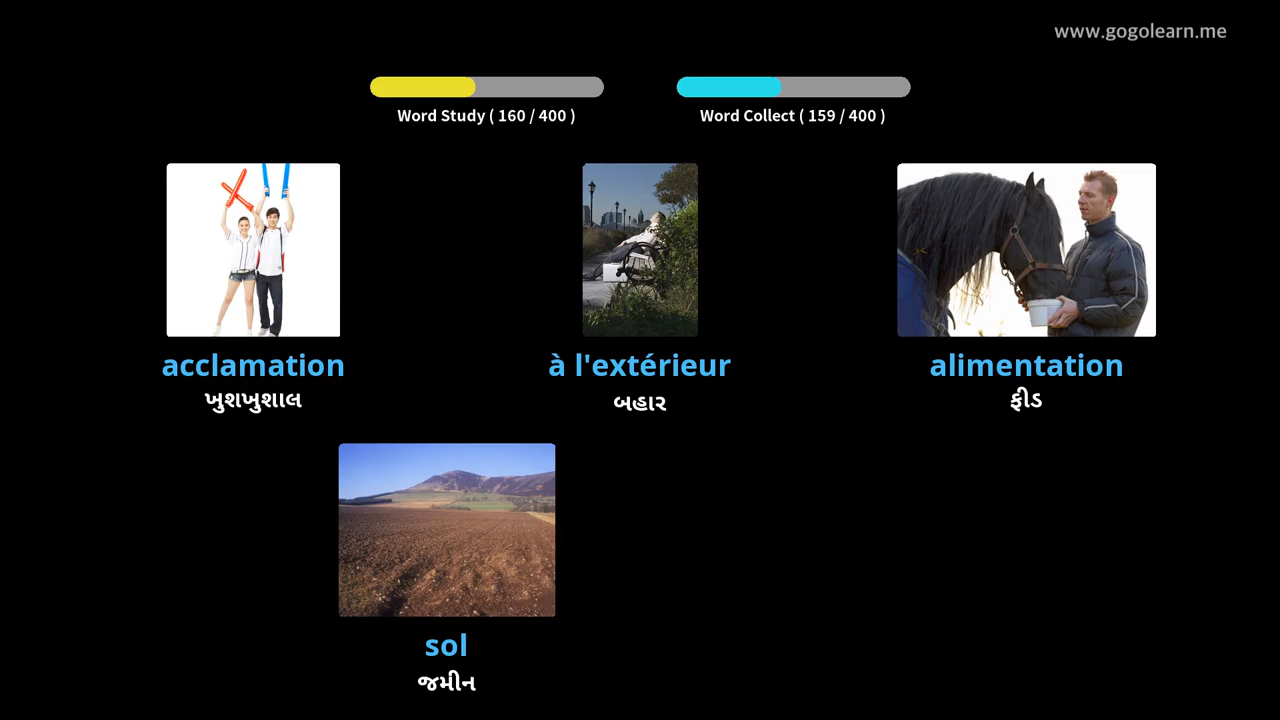 www.gogolearn.me
Word Study ( 160 / 400 )
Word Collect ( 159 / 400 )
acclamation
ખુશખુશાલ
à l'extérieur
બહાર
alimentation
ફીડ
sol
જમીન